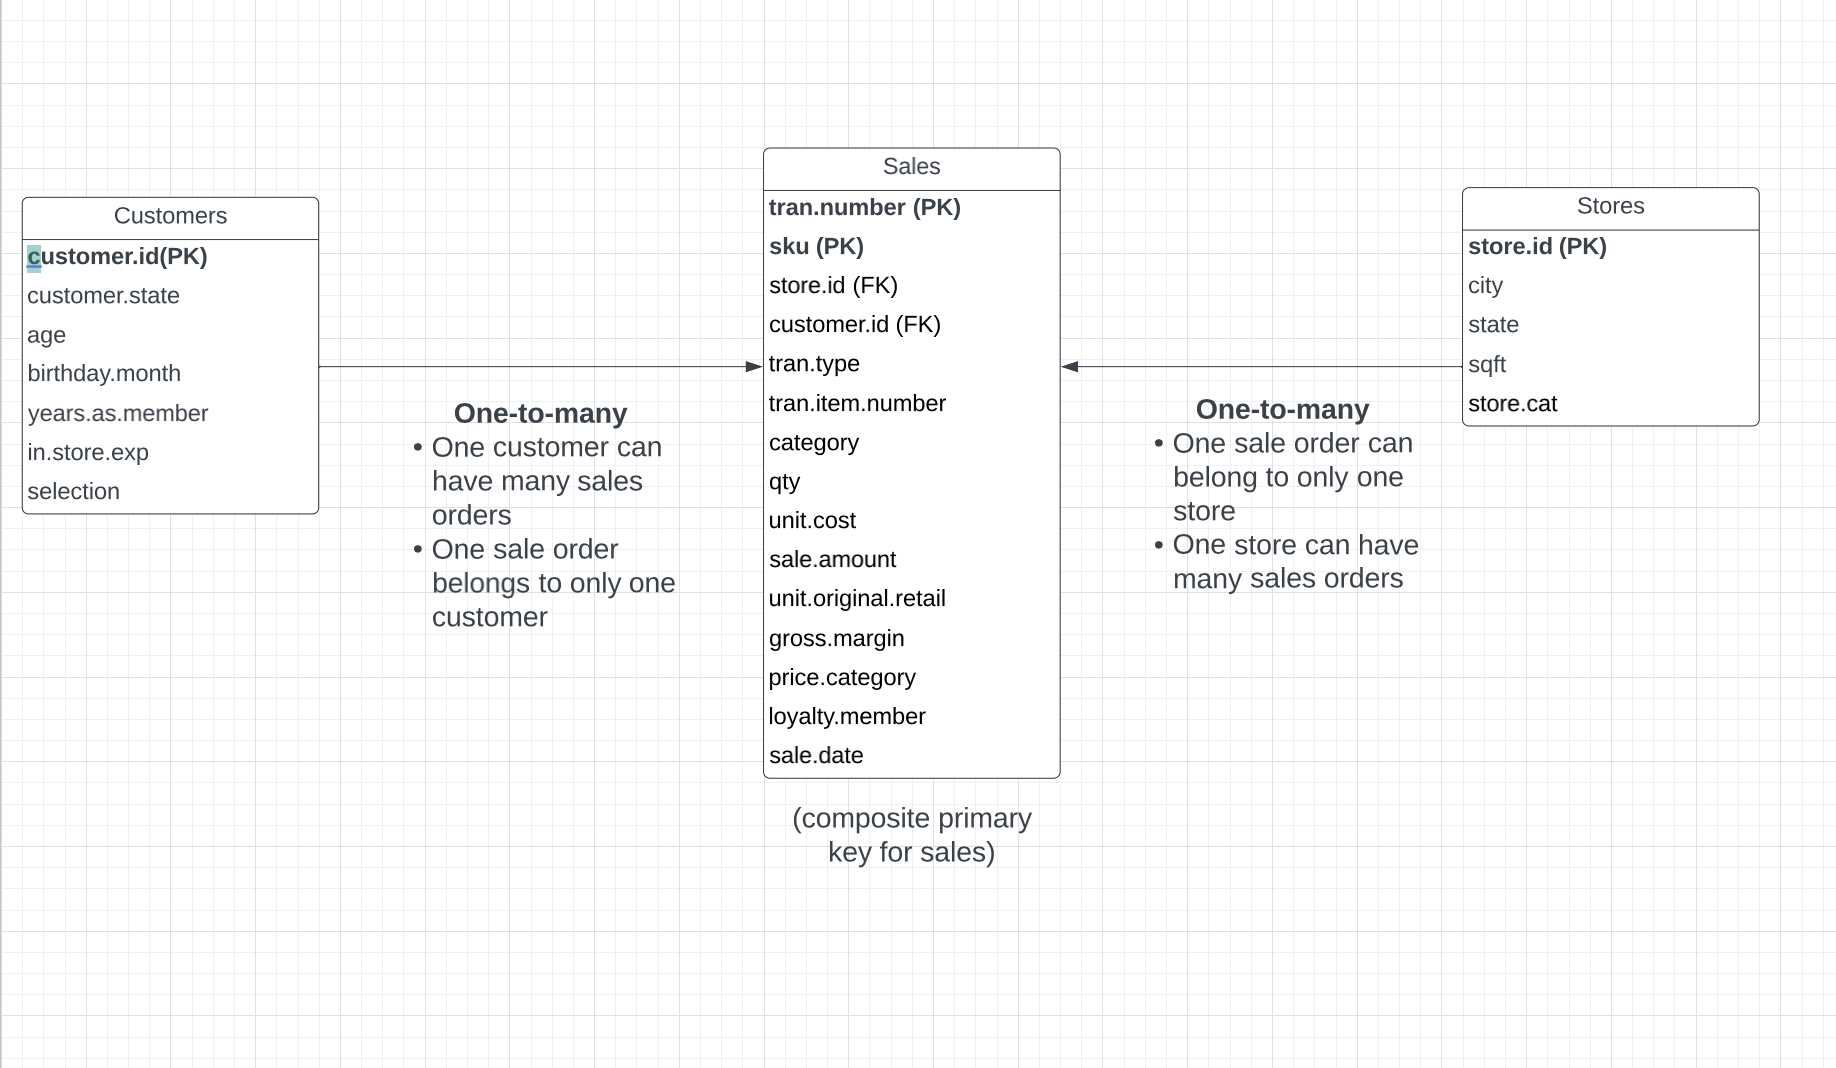 Customers
customer.id(PK)
customer.state
age
birthday.month
years.as.member
in.store.exp
selection
One-to-many
• One customer can
have many sales
orders
• One sale order
belongs to only one
customer
Sales
tran.number (PK)
sku (PK)
store.id (FK)
customer.id (FK)
tran.type
tran.item.number
category
qty
unit.cost
sale.amount
unit.original.retail
gross.margin
price.category
loyalty.member
sale.date
(composite primary
key for sales)
One-to-many
• One sale order can
belong to only one
store
• One store can have
many sales orders
Stores
store.id (PK)
city
state
sqft
store.cat